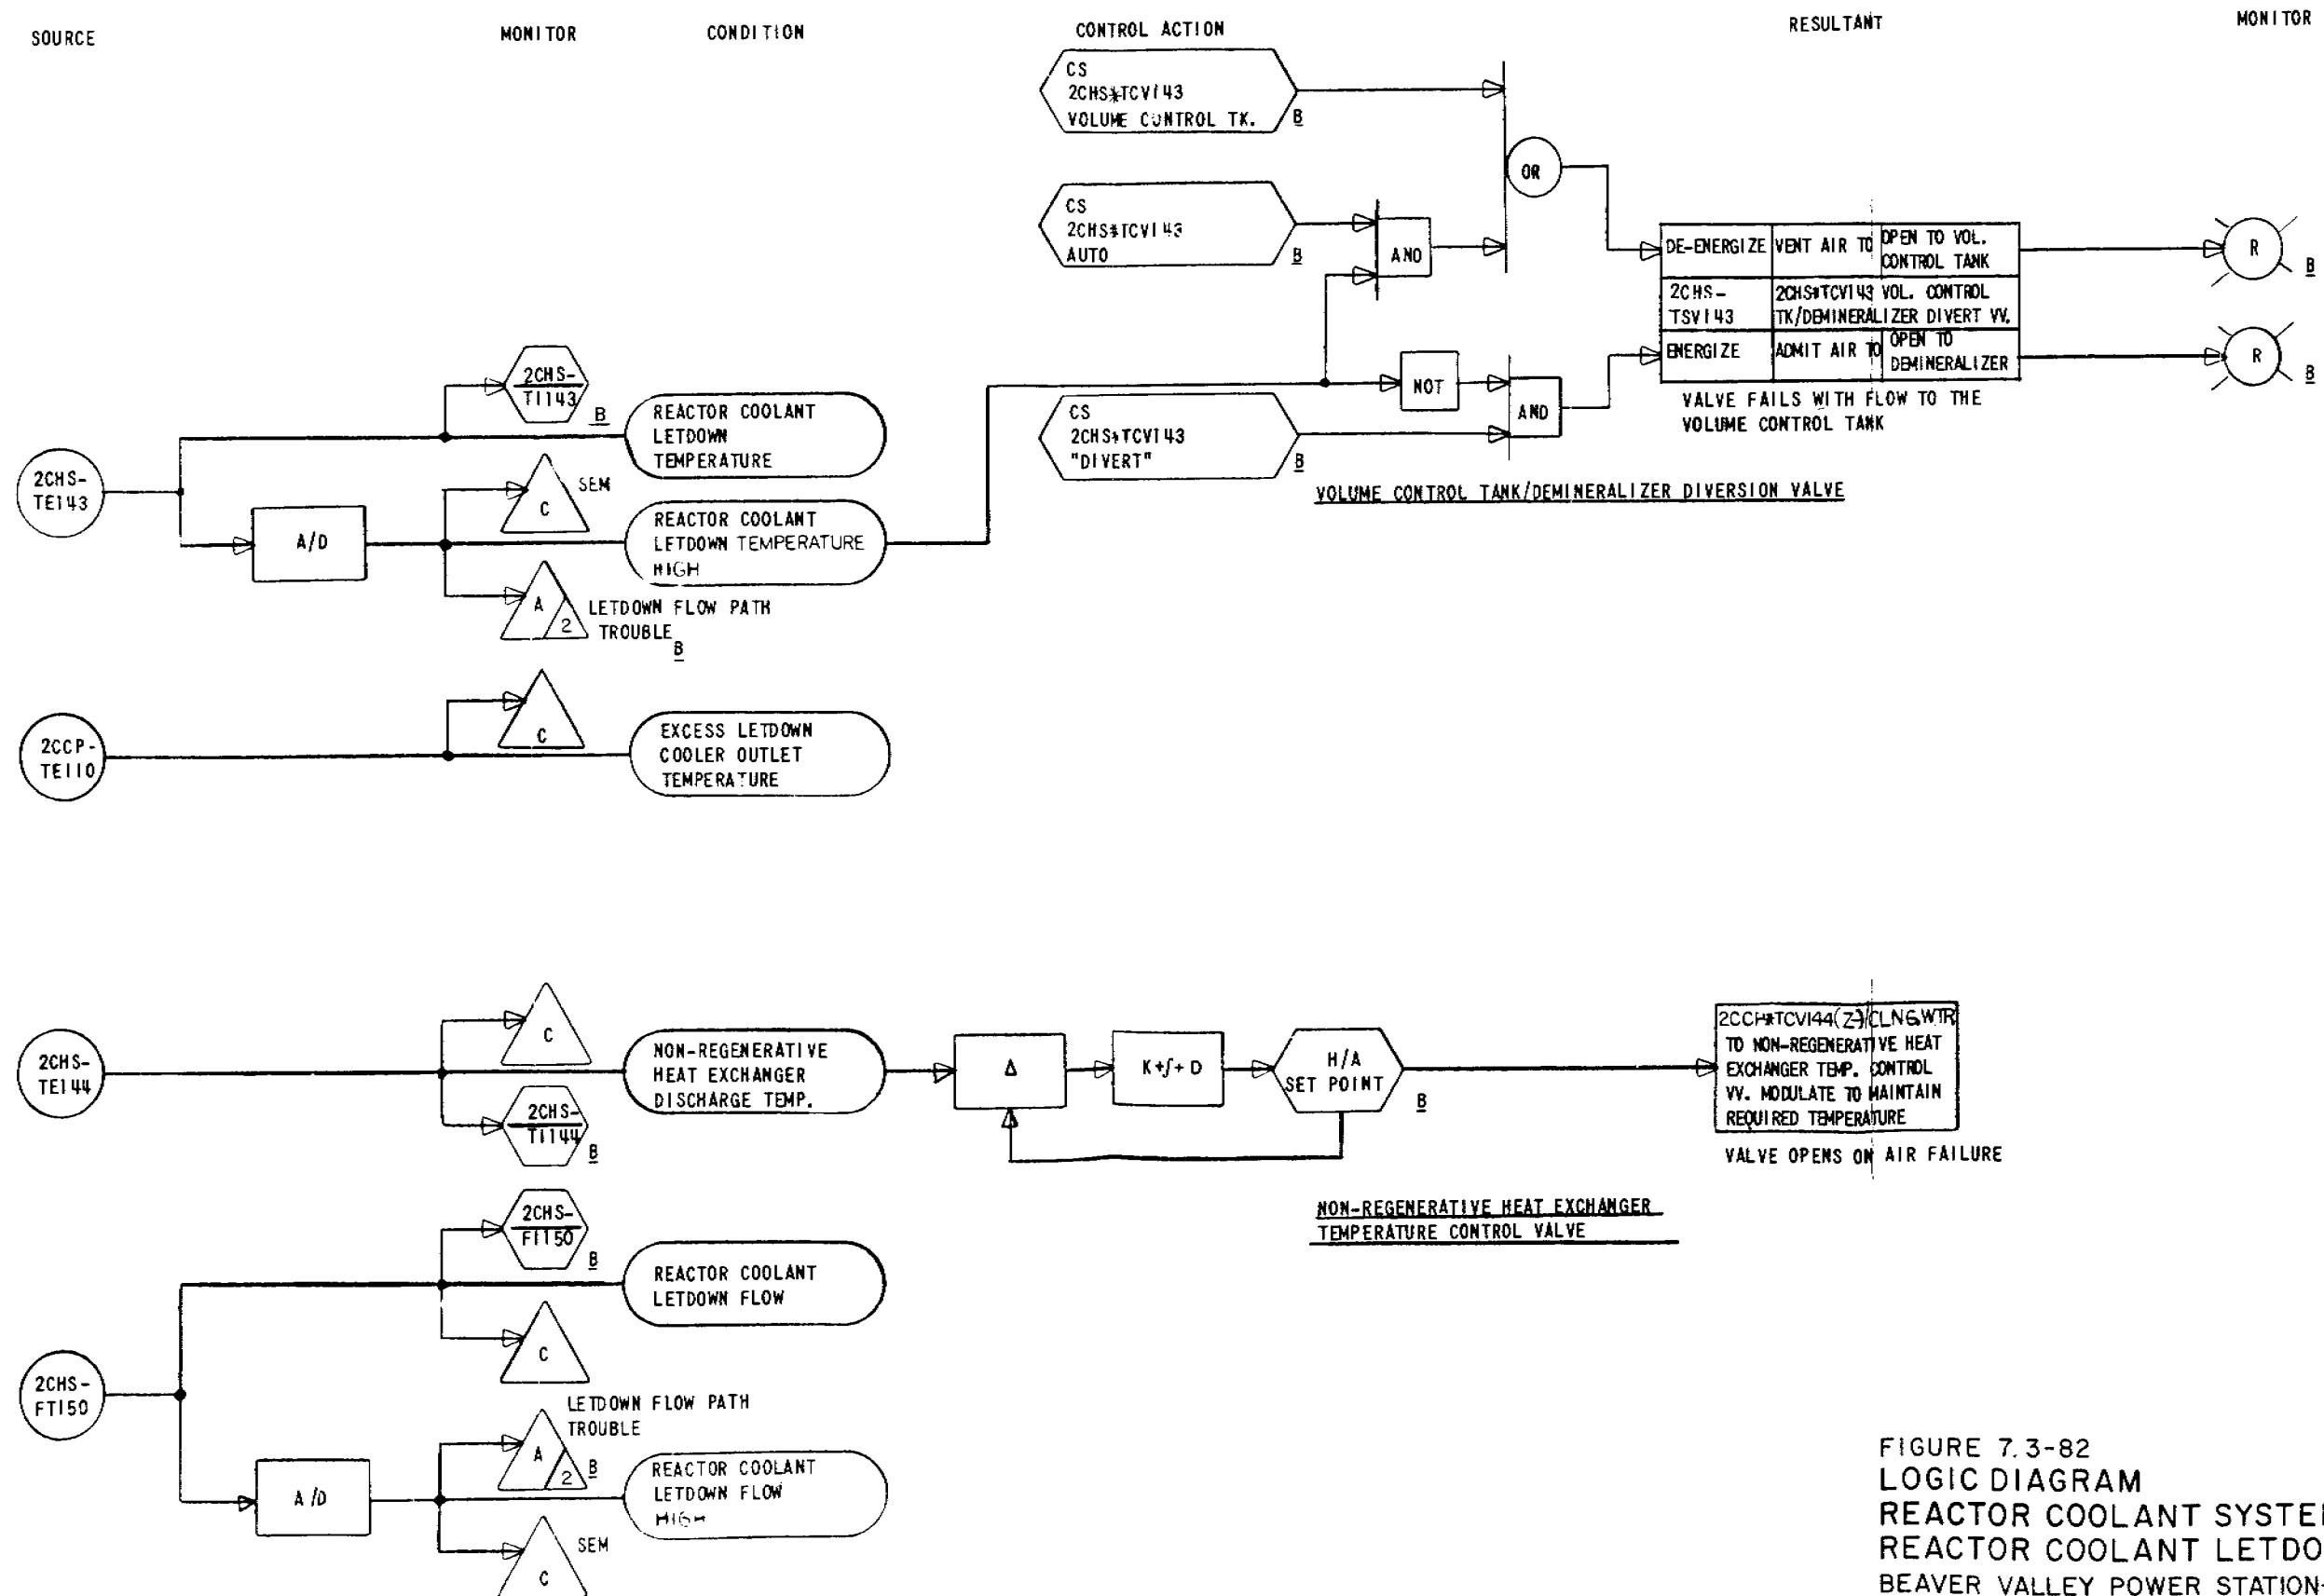 SOURCE
MONITOR
CONDITION
CONTROL ACTION
RESULTANT
MONITOR
CS
2CHS*TCV143
VOLUME CONTROL TK.
B
OR
CS
2CHS*TCV143
AUTO
B
AND
DE-ENERGIZE
VENT AIR TO
OPEN TO VOL.
CONTROL TANK
2CHS-
TSV143
2CHS*TCV143 VOL. CONTROL
TK/DEMINERALIZER DIVERT VV.
ENERGIZE
ADMIT AIR TO
OPEN TO
DEMINERALIZER
R
B
R
B
VALVE FAILS WITH FLOW TO THE
VOLUME CONTROL TANK
NOT
AND
CS
2CHS*TCV143
"DIVERT"
B
VOLUME CONTROL TANK/DEMINERALIZER DIVERSION VALVE
2CHS-
TI143
B
REACTOR COOLANT
LETDOWN
TEMPERATURE
2CHS-
TE143
A/D
C
SEM
REACTOR COOLANT
LETDOWN TEMPERATURE
HIGH
A
2
LETDOWN FLOW PATH
TROUBLE
B
2CCP-
TE110
C
EXCESS LETDOWN
COOLER OUTLET
TEMPERATURE
2CHS-
TE144
C
2CHS-
TI144
B
NON-REGENERATIVE
HEAT EXCHANGER
DISCHARGE TEMP.
Δ
K+∫+D
H/A
SET POINT
B
TO NON-REGENERATIVE HEAT
EXCHANGER TEMP. CONTROL
VV. MODULATE TO MAINTAIN
REQUIRED TEMPERATURE
VALVE OPENS ON AIR FAILURE
NON-REGENERATIVE HEAT EXCHANGER
TEMPERATURE CONTROL VALVE
2CHS-
FI150
B
REACTOR COOLANT
LETDOWN FLOW
C
2CHS-
FT150
A/D
LETDOWN FLOW PATH
TROUBLE
A
2
B
REACTOR COOLANT
LETDOWN FLOW
HIGH
C
SEM
FIGURE 7.3-82
LOGIC DIAGRAM
REACTOR COOLANT SYSTE
REACTOR COOLANT LETDO
BEAVER VALLEY POWER STATION-